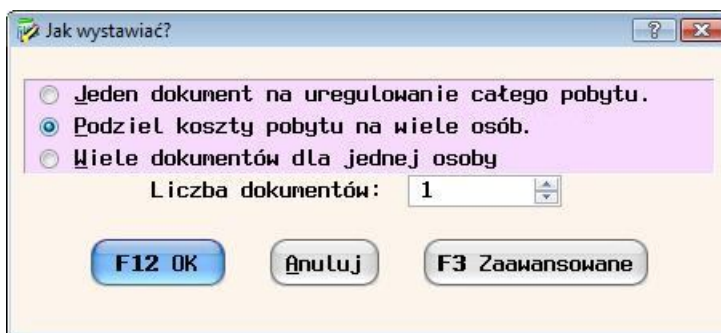 Jak wystawiać?
Jeden dokument na uregulowanie całego pobytu.
Podziel koszty pobytu na wiele osób.
Wiele dokumentów dla jednej osoby
Liczba dokumentów: 1
F12 OK Anuluj F3 Zaawansowane